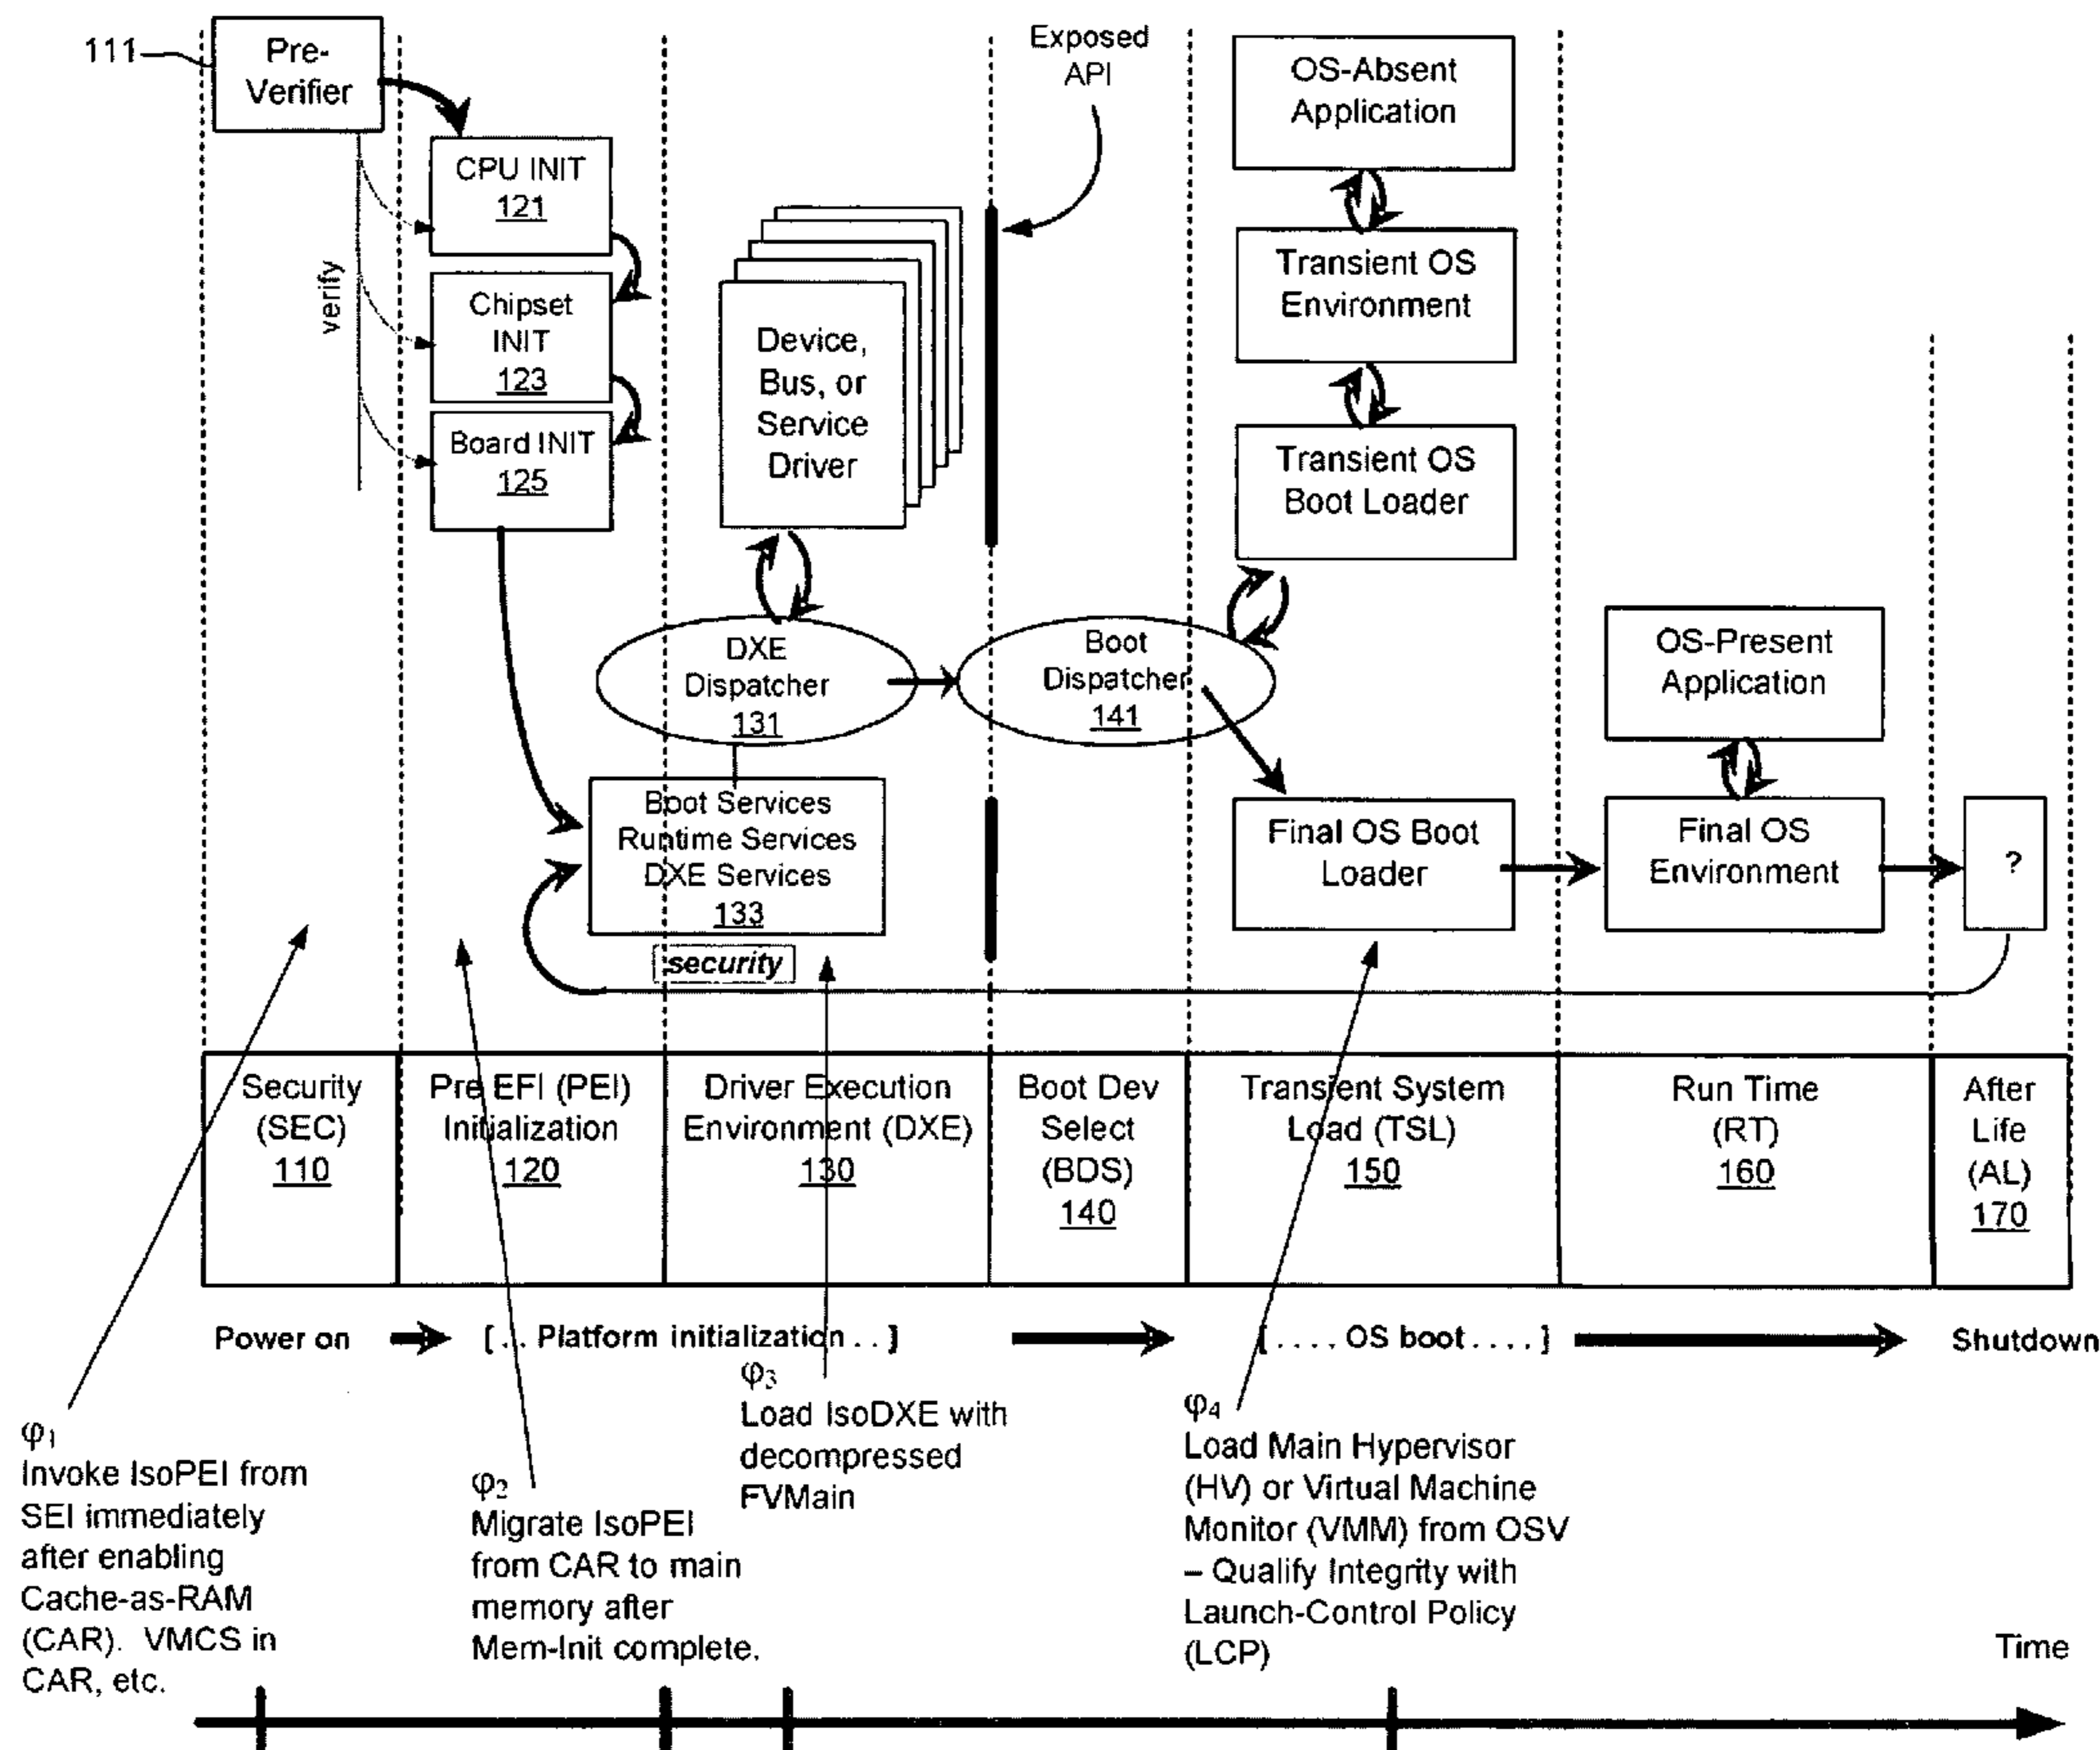 111
Pre-
Verifier
CPU INIT
121
verify
Chipset
INIT
123
Board INIT
125
Device,
Bus, or
Service
Driver
Exposed
API
OS-Absent
Application
Transient OS
Environment
Transient OS
Boot Loader
DXE
Dispatcher
131
Boot
Dispatcher
141
OS-Present
Application
Boot Services
Runtime Services
DXE Services
133
security
Final OS Boot
Loader
Final OS
Environment
?
Security
(SEC)
110
Pre EFI (PEI)
Initialization
120
Driver Execution
Environment (DXE)
130
Boot Dev
Select
(BDS)
140
Transient System
Load (TSL)
150
Run Time
(RT)
160
After
Life
(AL)
170
Power on
[... Platform initialization ...]
[.... OS boot ....]
Shutdown
φ1
Invoke IsoPEI from
SEI immediately
after enabling
Cache-as-RAM
(CAR). VMCS in
CAR, etc.
φ2
Migrate IsoPEI
from CAR to main
memory after
Mem-Init complete.
φ3
Load IsoDXE with
decompressed
FVMain
φ4
Load Main Hypervisor
(HV) or Virtual Machine
Monitor (VMM) from OSV
– Qualify Integrity with
Launch-Control Policy
(LCP)
Time